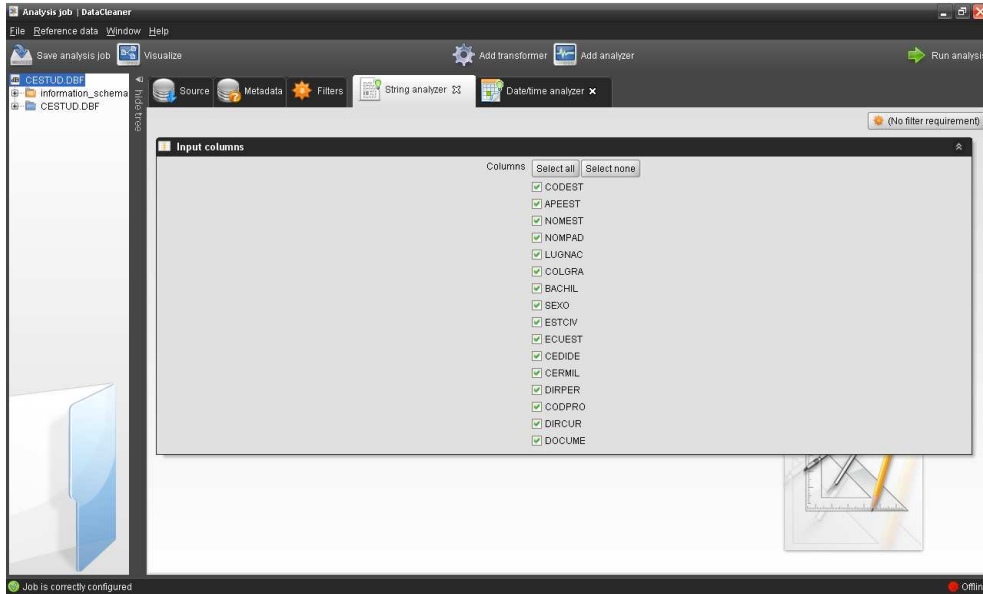 Analysis job | DataCleaner
File Reference data Window Help
Save analysis job Visualize Add transformer Add analyzer Run analysis
CESTUD.DBF
information_schema
CESTUD.DBF
hide tree
Source Metadata Filters String analyzer Date/time analyzer
(No filter requirement)
Input columns
Columns Select all Select none
CODEST
APEEST
NOMEST
NOMPAD
LUGNAC
COLGRA
BACHIL
SEXO
ESTCIV
ECUEST
CEDIDE
CERMIL
DIRPER
CODPRO
DIRCUR
DOCUME
Job is correctly configured Offlin